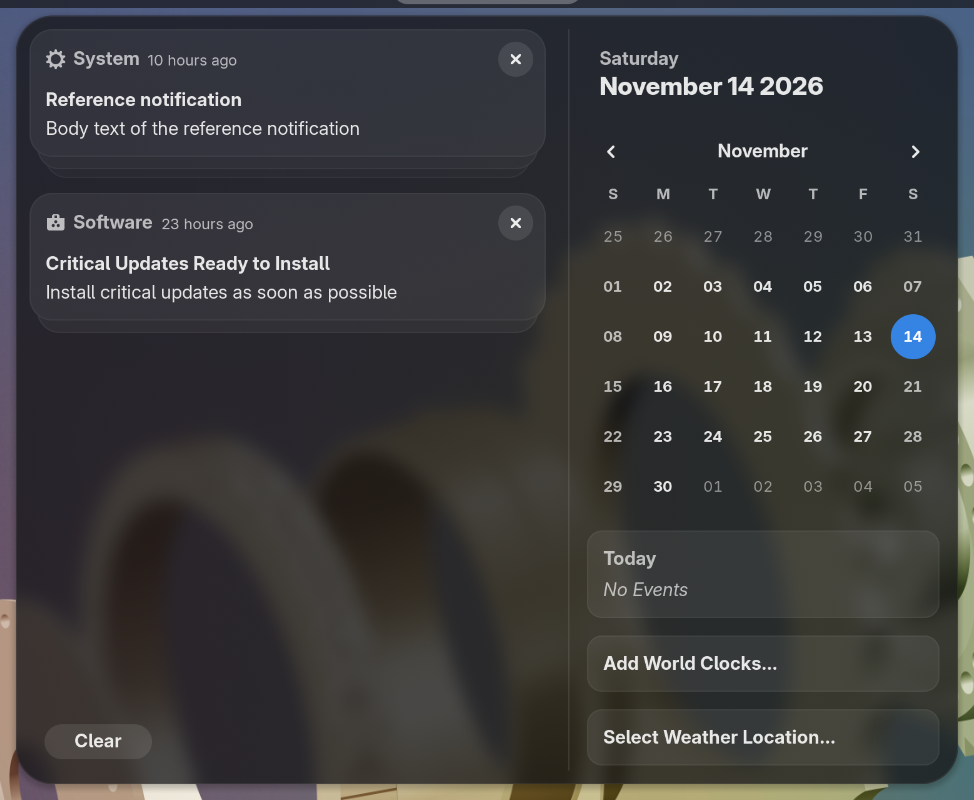 System 10 hours ago
Reference notification
Body text of the reference notification
Software 23 hours ago
Critical Updates Ready to Install
Install critical updates as soon as possible
Clear
Saturday
November 14 2026
November
S M T W T F S
25 26 27 28 29 30 31
01 02 03 04 05 06 07
08 09 10 11 12 13 14
15 16 17 18 19 20 21
22 23 24 25 26 27 28
29 30 01 02 03 04 05
Today
No Events
Add World Clocks...
Select Weather Location...